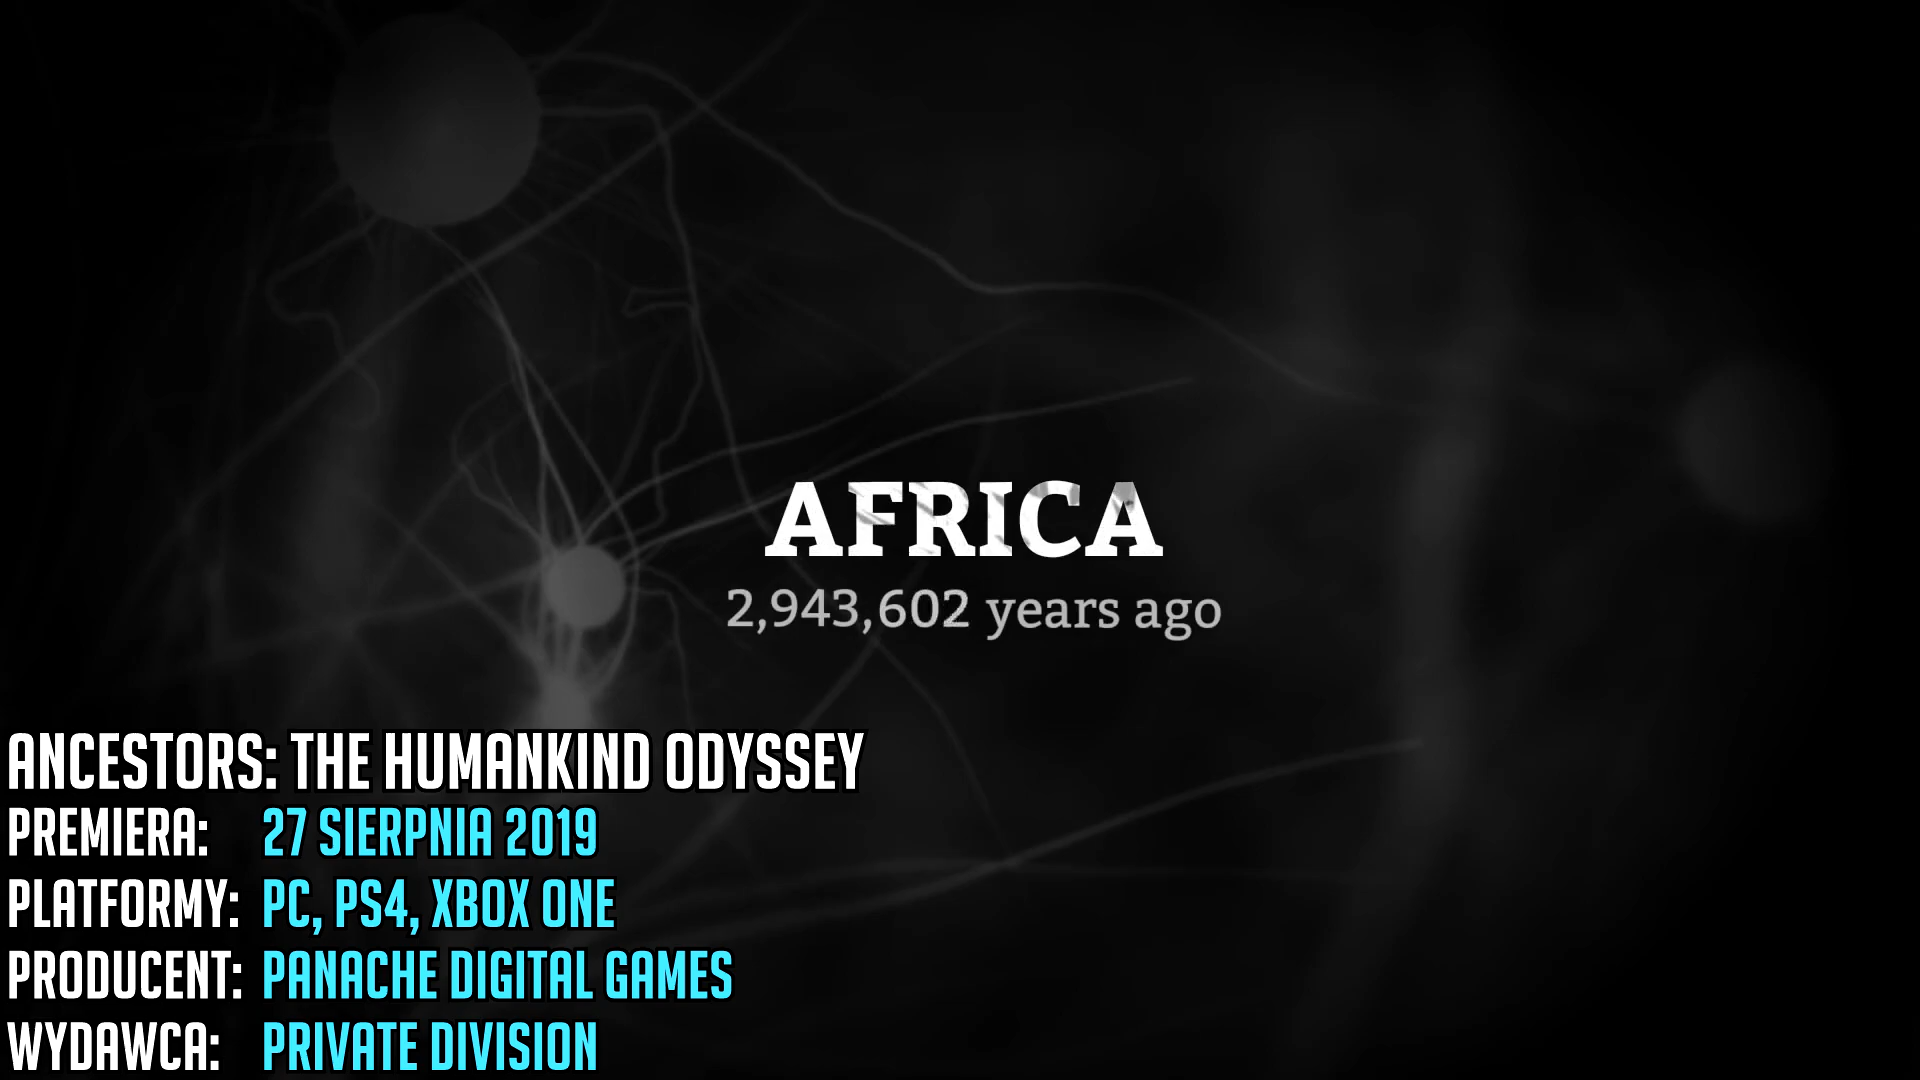 AFRICA
2,943,602 years ago
ANCESTORS: THE HUMANKIND ODYSSEY
PREMIERA: 27 SIERPNIA 2019
PLATFORMY: PC, PS4, XBOX ONE
PRODUCENT: PANACHE DIGITAL GAMES
WYDAWCA: PRIVATE DIVISION